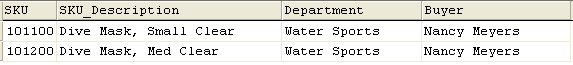 SKU SKU_Description Department Buyer
101100 Dive Mask, Small Clear Water Sports Nancy Meyers
101200 Dive Mask, Med Clear Water Sports Nancy Meyers